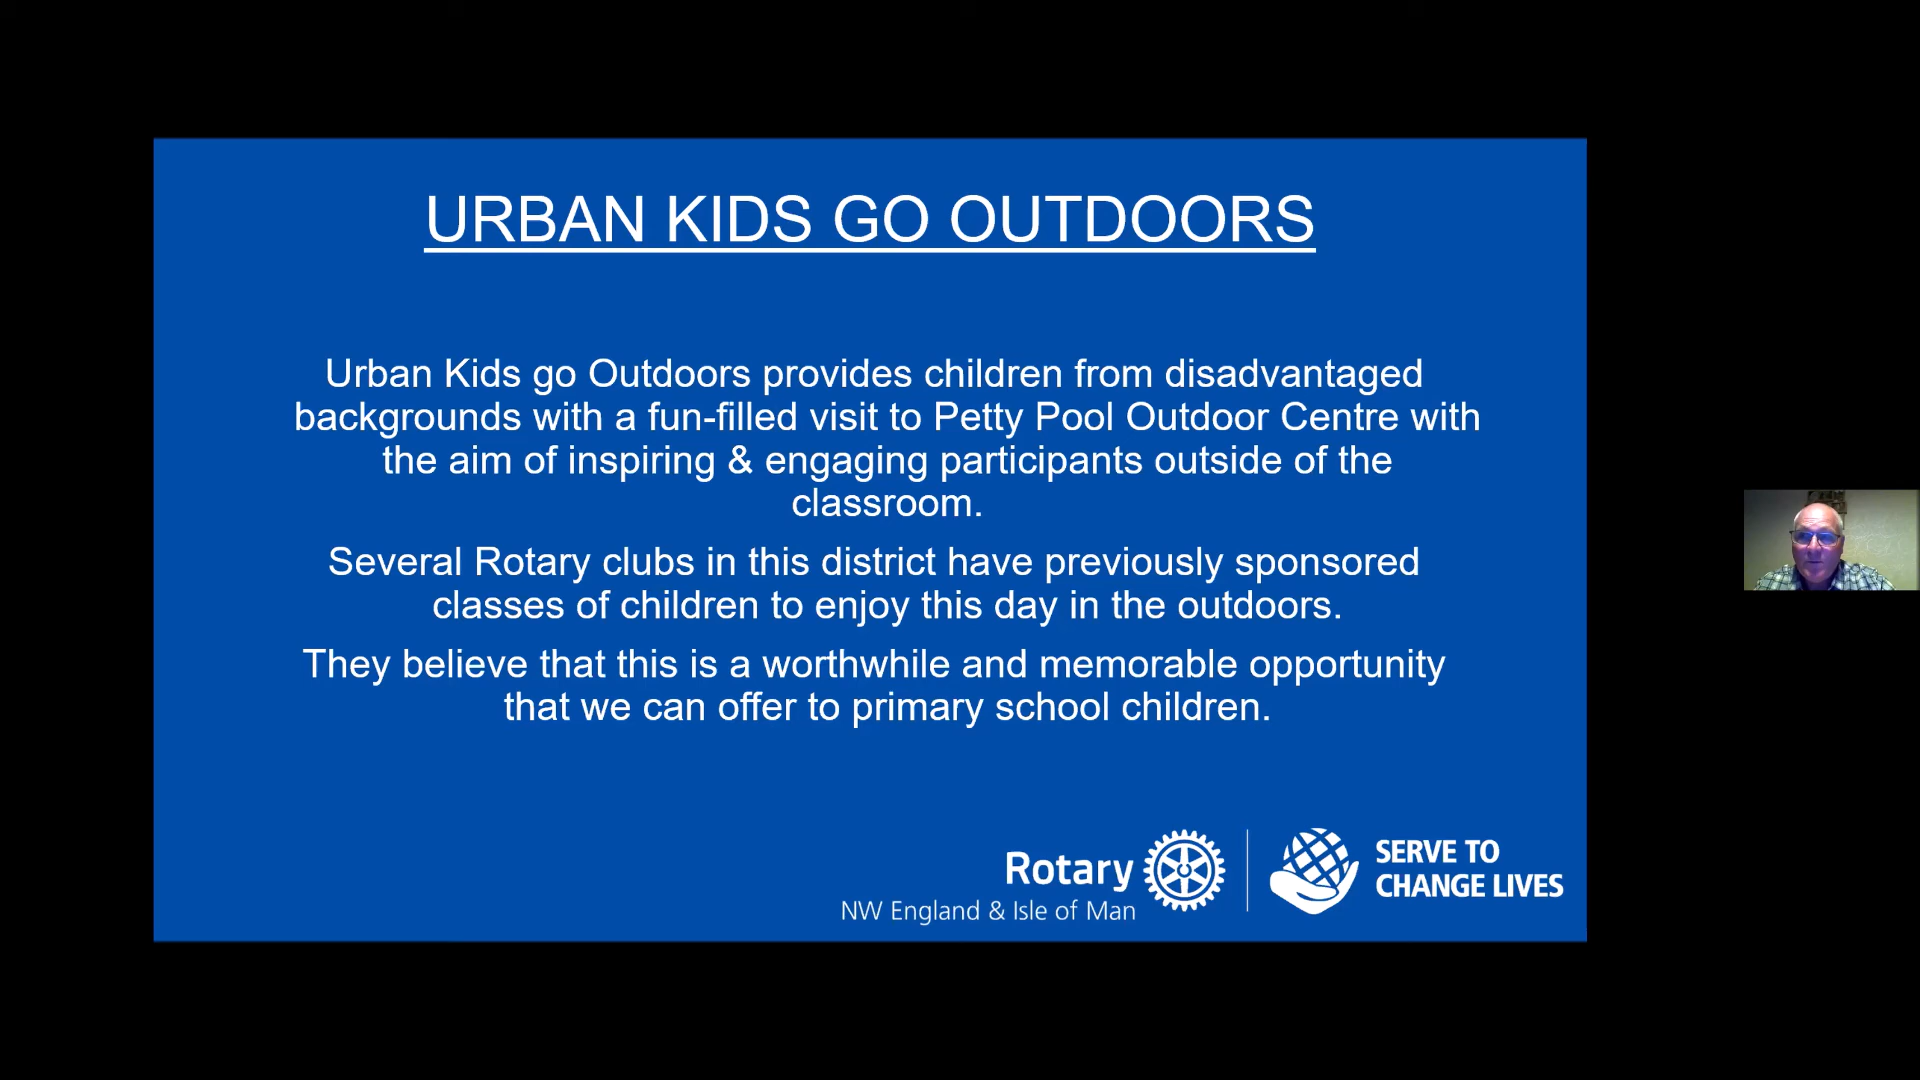 URBAN KIDS GO OUTDOORS
Urban Kids go Outdoors provides children from disadvantaged
backgrounds with a fun-filled visit to Petty Pool Outdoor Centre with
the aim of inspiring & engaging participants outside of the
classroom.
Several Rotary clubs in this district have previously sponsored
classes of children to enjoy this day in the outdoors.
They believe that this is a worthwhile and memorable opportunity
that we can offer to primary school children.
Rotary
NW England & Isle of Man
SERVE TO
CHANGE LIVES